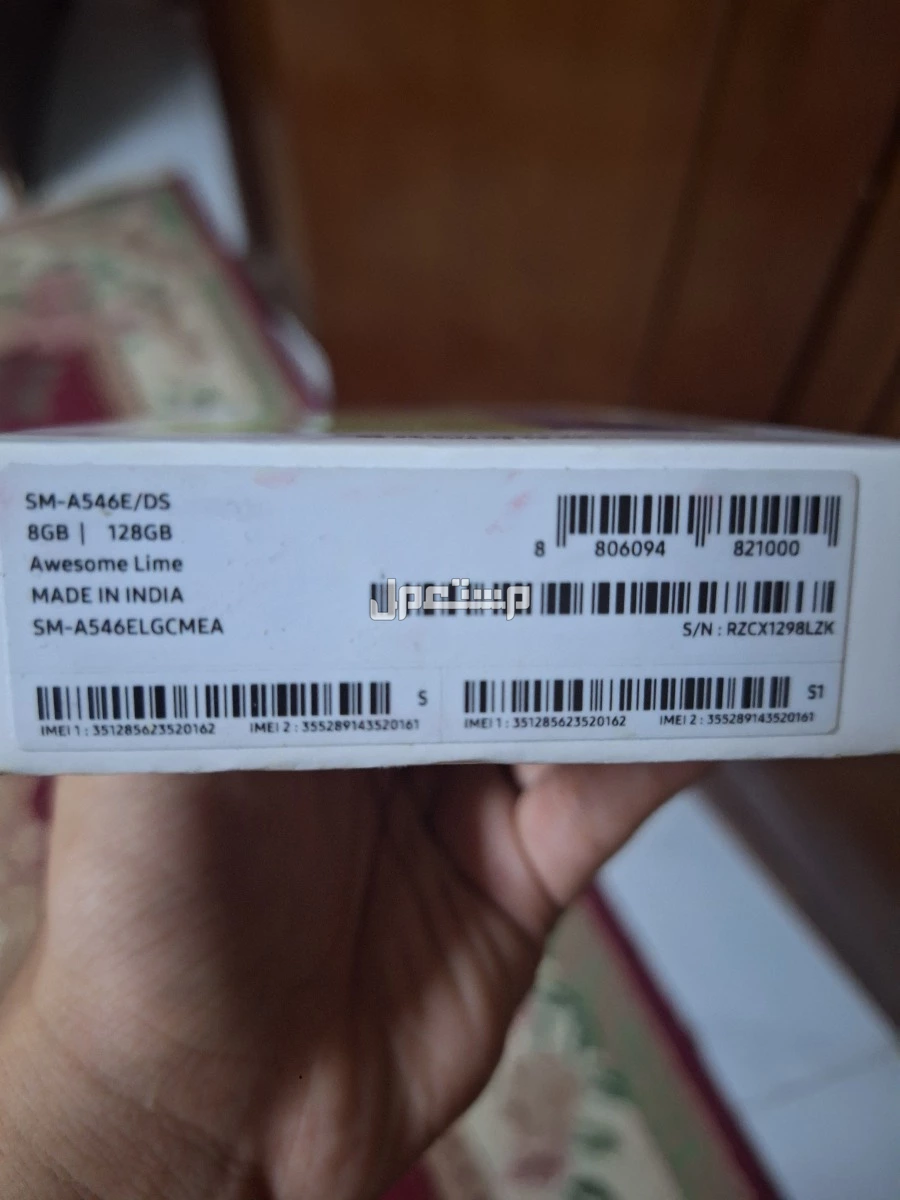 SM-A546E/DS
8GB | 128GB
Awesome Lime
MADE IN INDIA
SM-A546ELGCMEA
8 806094 821000
مستعمل
S/N : RZCX1298LZK
S
IMEI 1 : 351285623520162 IMEI 2 : 355289143520161
S1
IMEI 1 : 351285623520162 IMEI 2 : 355289143520161